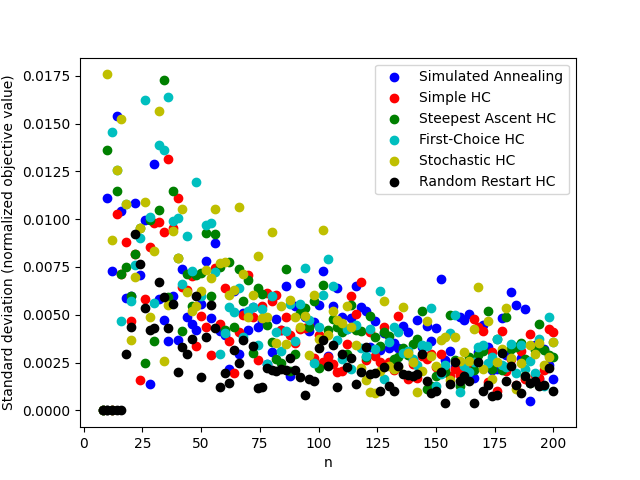 Simulated Annealing
Simple HC
Steepest Ascent HC
First-Choice HC
Stochastic HC
Random Restart HC
Standard deviation (normalized objective value)
0.0175
0.0150
0.0125
0.0100
0.0075
0.0050
0.0025
0.0000
0 25 50 75 100 125 150 175 200
n